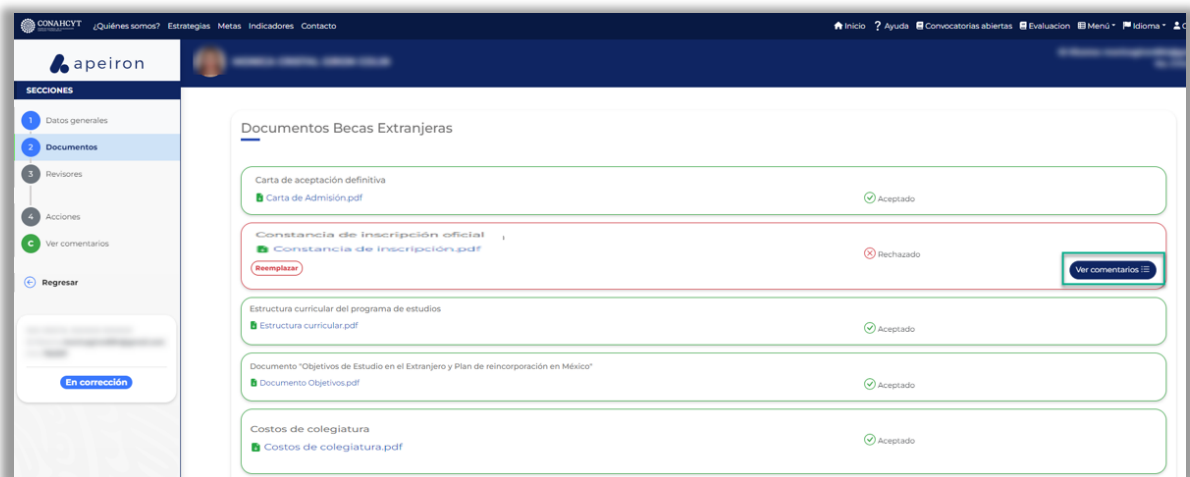 CONAHCYT ¿Quiénes somos? Estrategias Metas Indicadores Contacto Inicio ? Ayuda Convocatorias abiertas Evaluacion Menú Idioma
apeiron
SECCIONES
1 Datos generales
2 Documentos
3 Revisores
4 Acciones
C Ver comentarios
Regresar
En corrección
Documentos Becas Extranjeras
Carta de aceptación definitiva
Carta de Admisión.pdf
Aceptado
Constancia de inscripción oficial
Constancia de inscripción.pdf
Rechazado
Reemplazar
Ver comentarios
Estructura curricular del programa de estudios
Estructura curricular.pdf
Aceptado
Documento "Objetivos de Estudio en el Extranjero y Plan de reincorporación en México"
Documento Objetivos.pdf
Aceptado
Costos de colegiatura
Costos de colegiatura.pdf
Aceptado